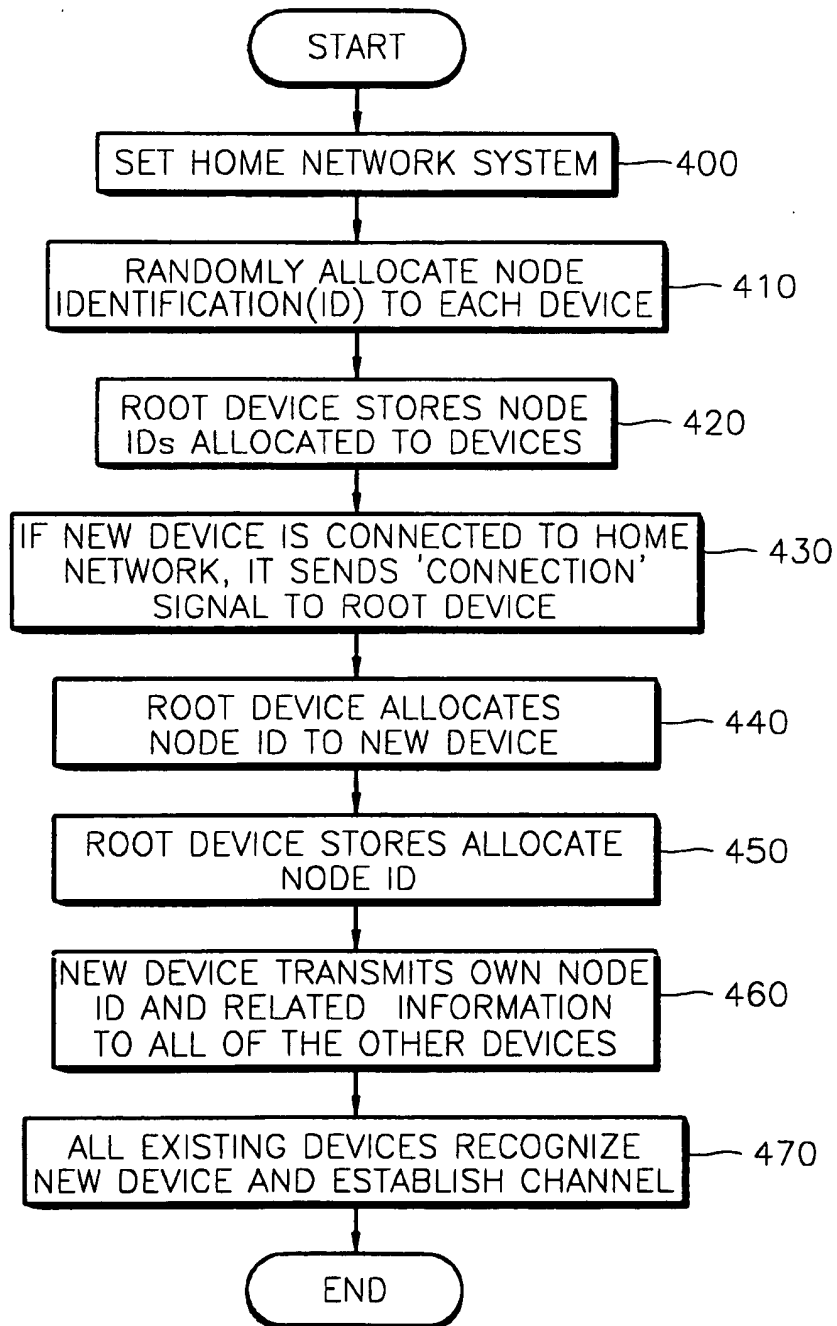 START
SET HOME NETWORK SYSTEM
400
RANDOMLY ALLOCATE NODE
IDENTIFICATION(ID) TO EACH DEVICE
410
ROOT DEVICE STORES NODE
IDs ALLOCATED TO DEVICES
420
IF NEW DEVICE IS CONNECTED TO HOME
NETWORK, IT SENDS 'CONNECTION'
SIGNAL TO ROOT DEVICE
430
ROOT DEVICE ALLOCATES
NODE ID TO NEW DEVICE
440
ROOT DEVICE STORES ALLOCATE
NODE ID
450
NEW DEVICE TRANSMITS OWN NODE
ID AND RELATED INFORMATION
TO ALL OF THE OTHER DEVICES
460
ALL EXISTING DEVICES RECOGNIZE
NEW DEVICE AND ESTABLISH CHANNEL
470
END